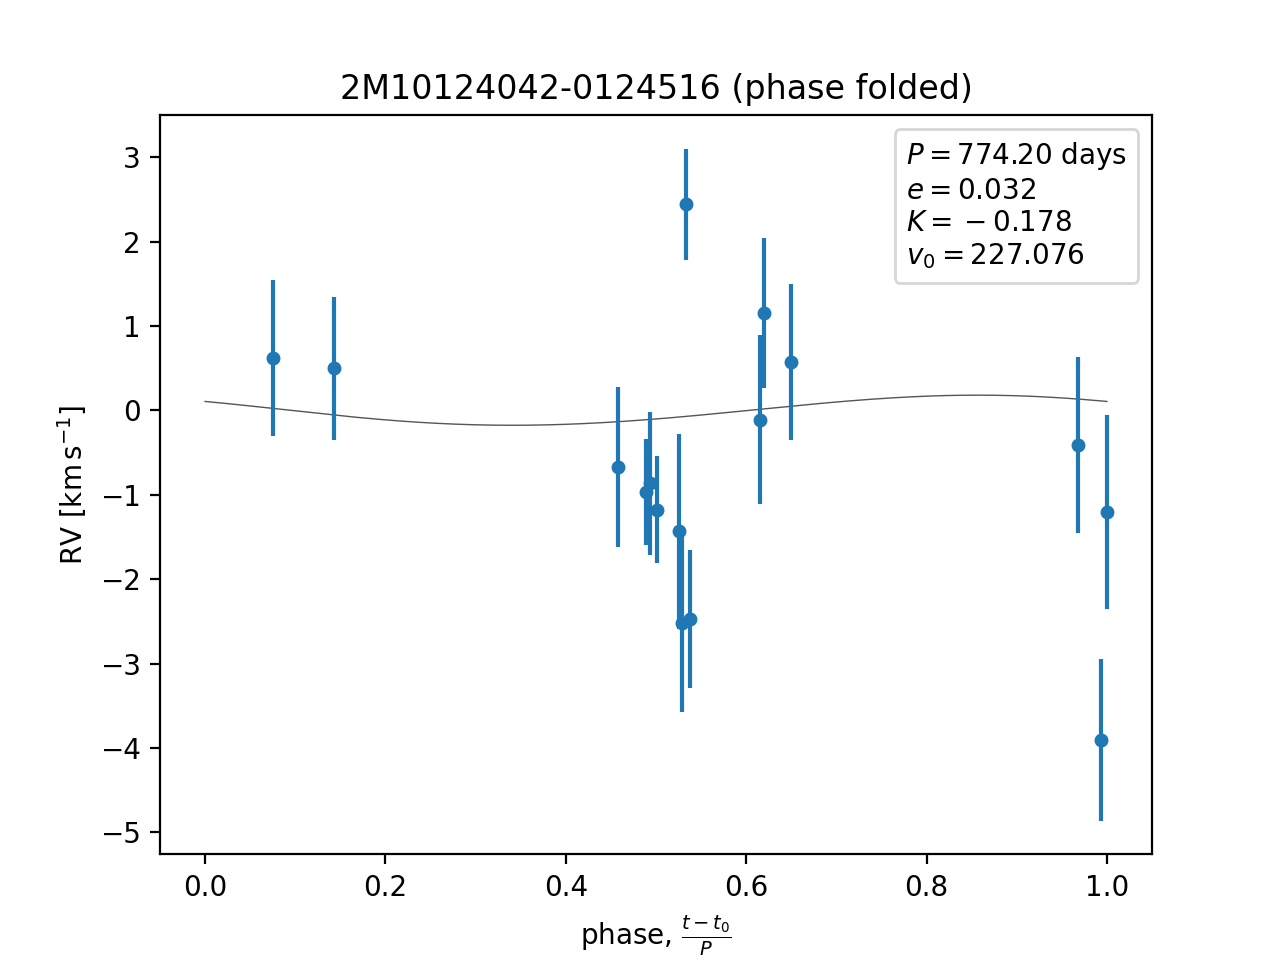 2M10124042-0124516 (phase folded)
P = 774.20 days
e = 0.032
K = −0.178
v₀ = 227.076
3
2
1
0
−1
−2
−3
−4
−5
RV [km s⁻¹]
0.0 0.2 0.4 0.6 0.8 1.0
phase, (t − t₀)/P